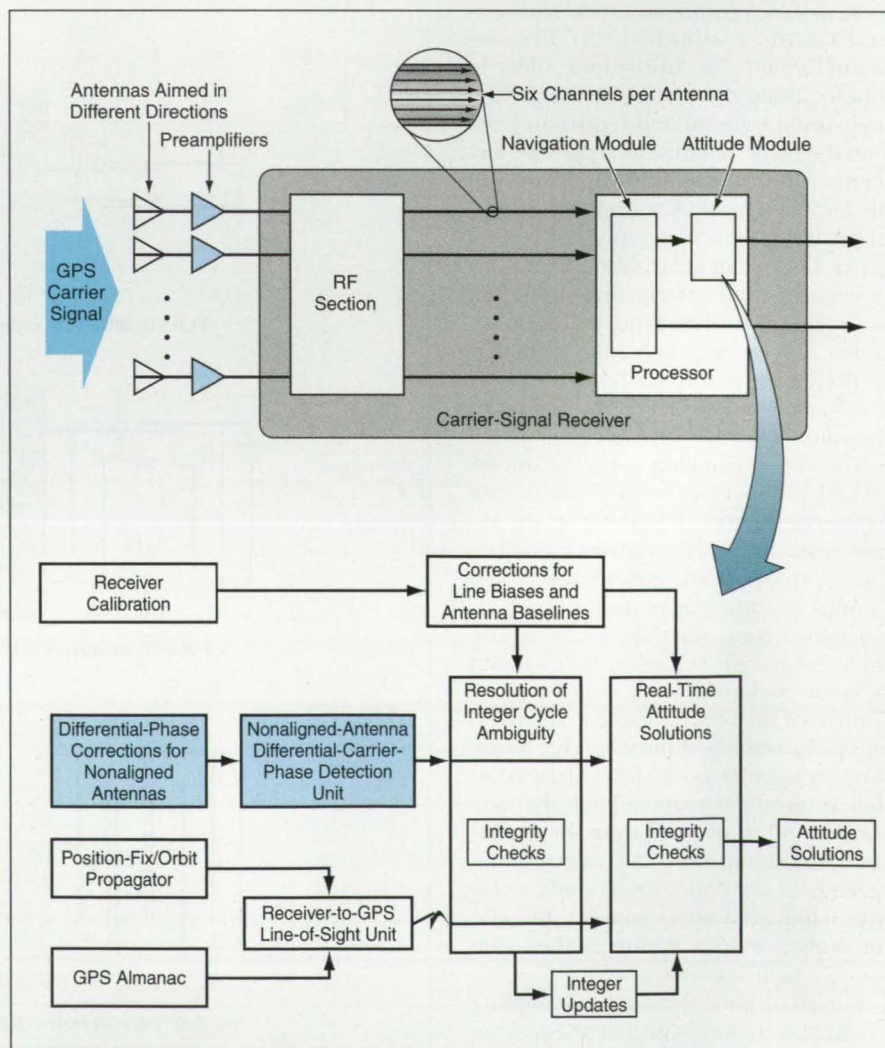 Antennas Aimed in
Different Directions
Preamplifiers
Six Channels per Antenna
Navigation Module
Attitude Module
GPS
Carrier
Signal
RF
Section
Processor
Carrier-Signal Receiver
Receiver
Calibration
Corrections for
Line Biases and
Antenna Baselines
Resolution of
Integer Cycle
Ambiguity
Real-Time
Attitude
Solutions
Differential-Phase
Corrections for
Nonaligned
Antennas
Nonaligned-Antenna
Differential-Carrier-
Phase Detection
Unit
Integrity
Checks
Integrity
Checks
Attitude
Solutions
Position-Fix/Orbit
Propagator
Receiver-to-GPS
Line-of-Sight Unit
GPS Almanac
Integer
Updates